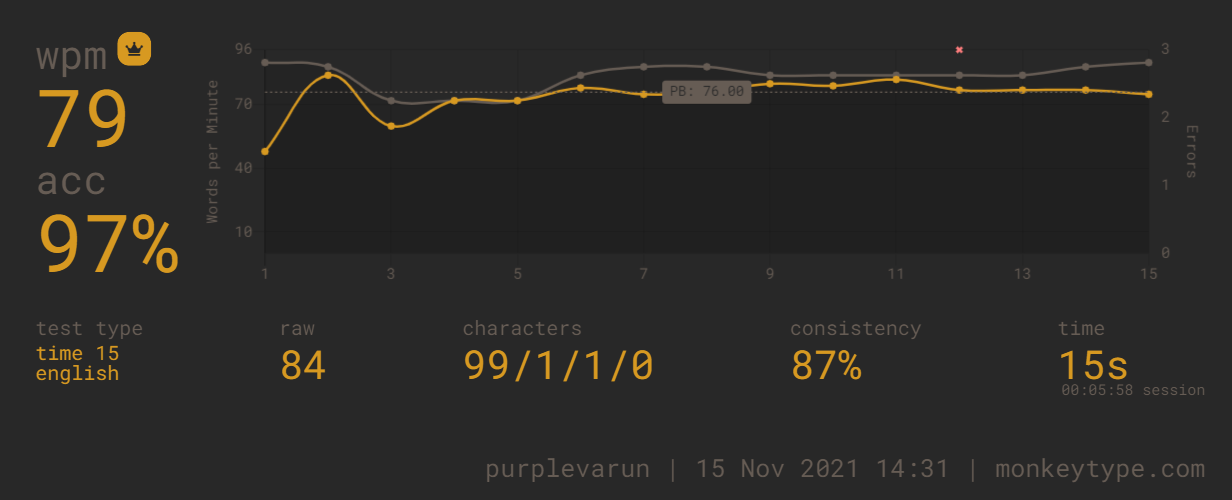 wpm
79
acc
97%
Words per Minute
96
70
40
10
PB: 76.00
3
2
1
0
Errors
1 3 5 7 9 11 13 15
test type
time 15
english
raw
84
characters
99/1/1/0
consistency
87%
time
15s
00:05:58 session
purplevarun | 15 Nov 2021 14:31 | monkeytype.com